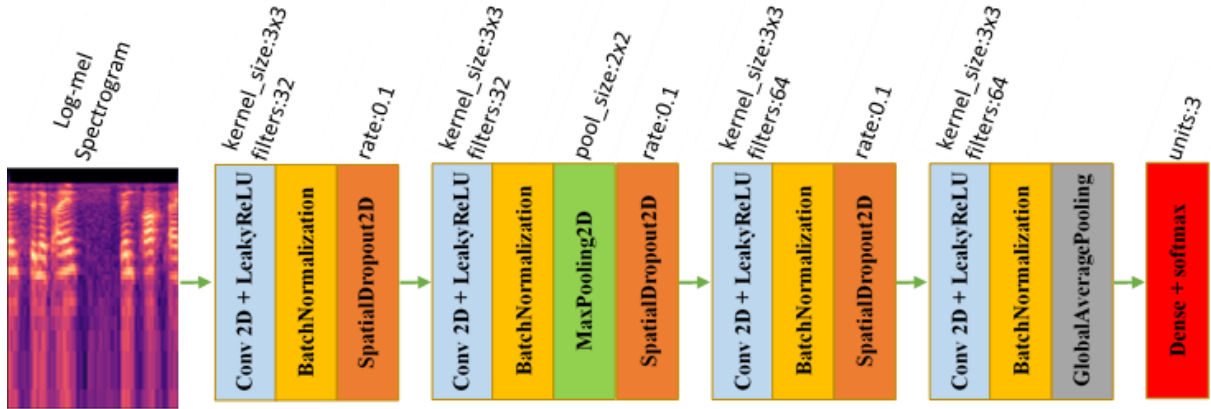 Log-mel
Spectrogram
kernel_size:3x3
filters:32
rate:0.1
kernel_size:3x3
filters:32
pool_size:2x2
rate:0.1
kernel_size:3x3
filters:64
rate:0.1
kernel_size:3x3
filters:64
units:3
Conv 2D + LeakyReLU
BatchNormalization
SpatialDropout2D
Conv 2D + LeakyReLU
BatchNormalization
MaxPooling2D
SpatialDropout2D
Conv 2D + LeakyReLU
BatchNormalization
SpatialDropout2D
Conv 2D + LeakyReLU
BatchNormalization
GlobalAveragePooling
Dense + softmax